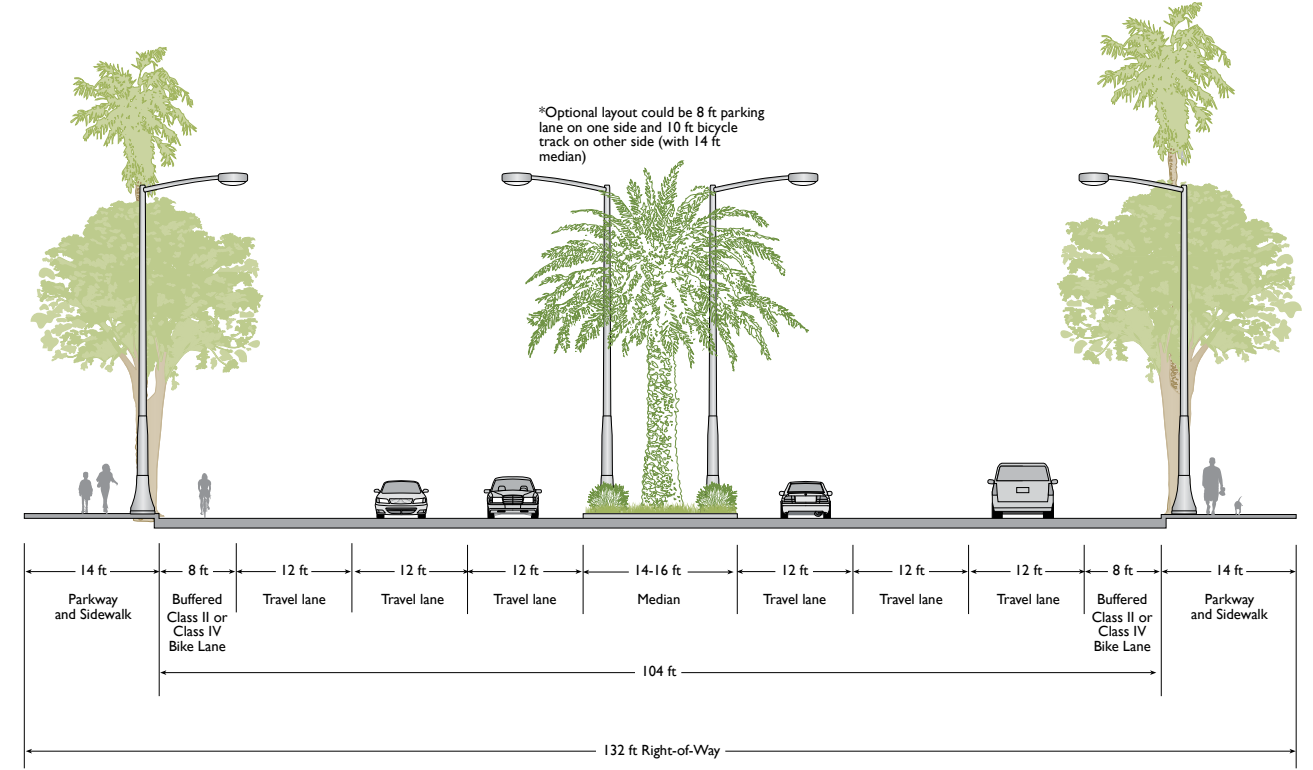 *Optional layout could be 8 ft parking
lane on one side and 10 ft bicycle
track on other side (with 14 ft
median)
14 ft
8 ft
12 ft
12 ft
12 ft
14-16 ft
12 ft
12 ft
12 ft
8 ft
14 ft
Parkway
and Sidewalk
Buffered
Class II or
Class IV
Bike Lane
Travel lane
Travel lane
Travel lane
Median
Travel lane
Travel lane
Travel lane
Buffered
Class II or
Class IV
Bike Lane
Parkway
and Sidewalk
104 ft
132 ft Right-of-Way